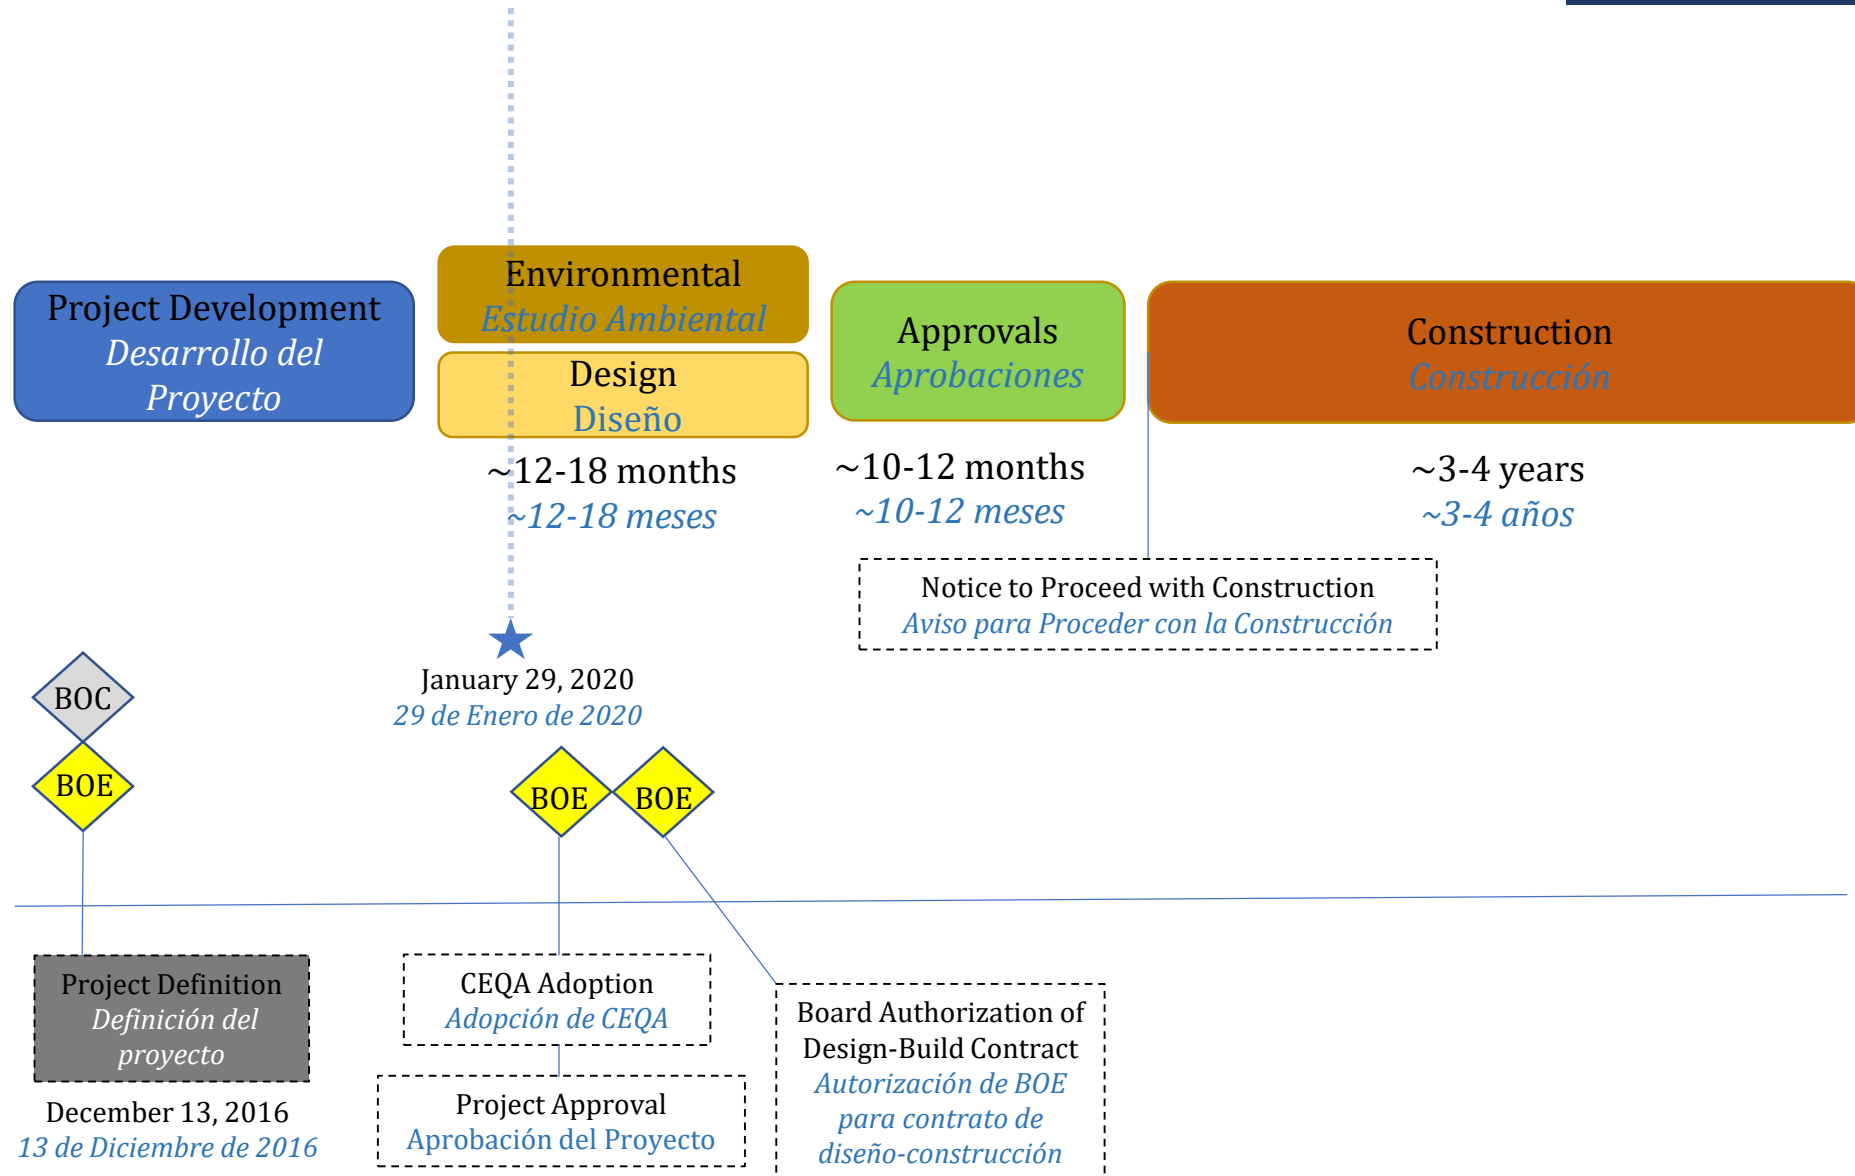 Project Development
Desarrollo del
Proyecto
Environmental
Estudio Ambiental
Design
Diseño
Approvals
Aprobaciones
Construction
Construcción
~12-18 months
~12-18 meses
~10-12 months
~10-12 meses
~3-4 years
~3-4 años
Notice to Proceed with Construction
Aviso para Proceder con la Construcción
January 29, 2020
29 de Enero de 2020
BOC
BOE
BOE
BOE
Project Definition
Definición del
proyecto
December 13, 2016
13 de Diciembre de 2016
CEQA Adoption
Adopción de CEQA
Project Approval
Aprobación del Proyecto
Board Authorization of
Design-Build Contract
Autorización de BOE
para contrato de
diseño-construcción